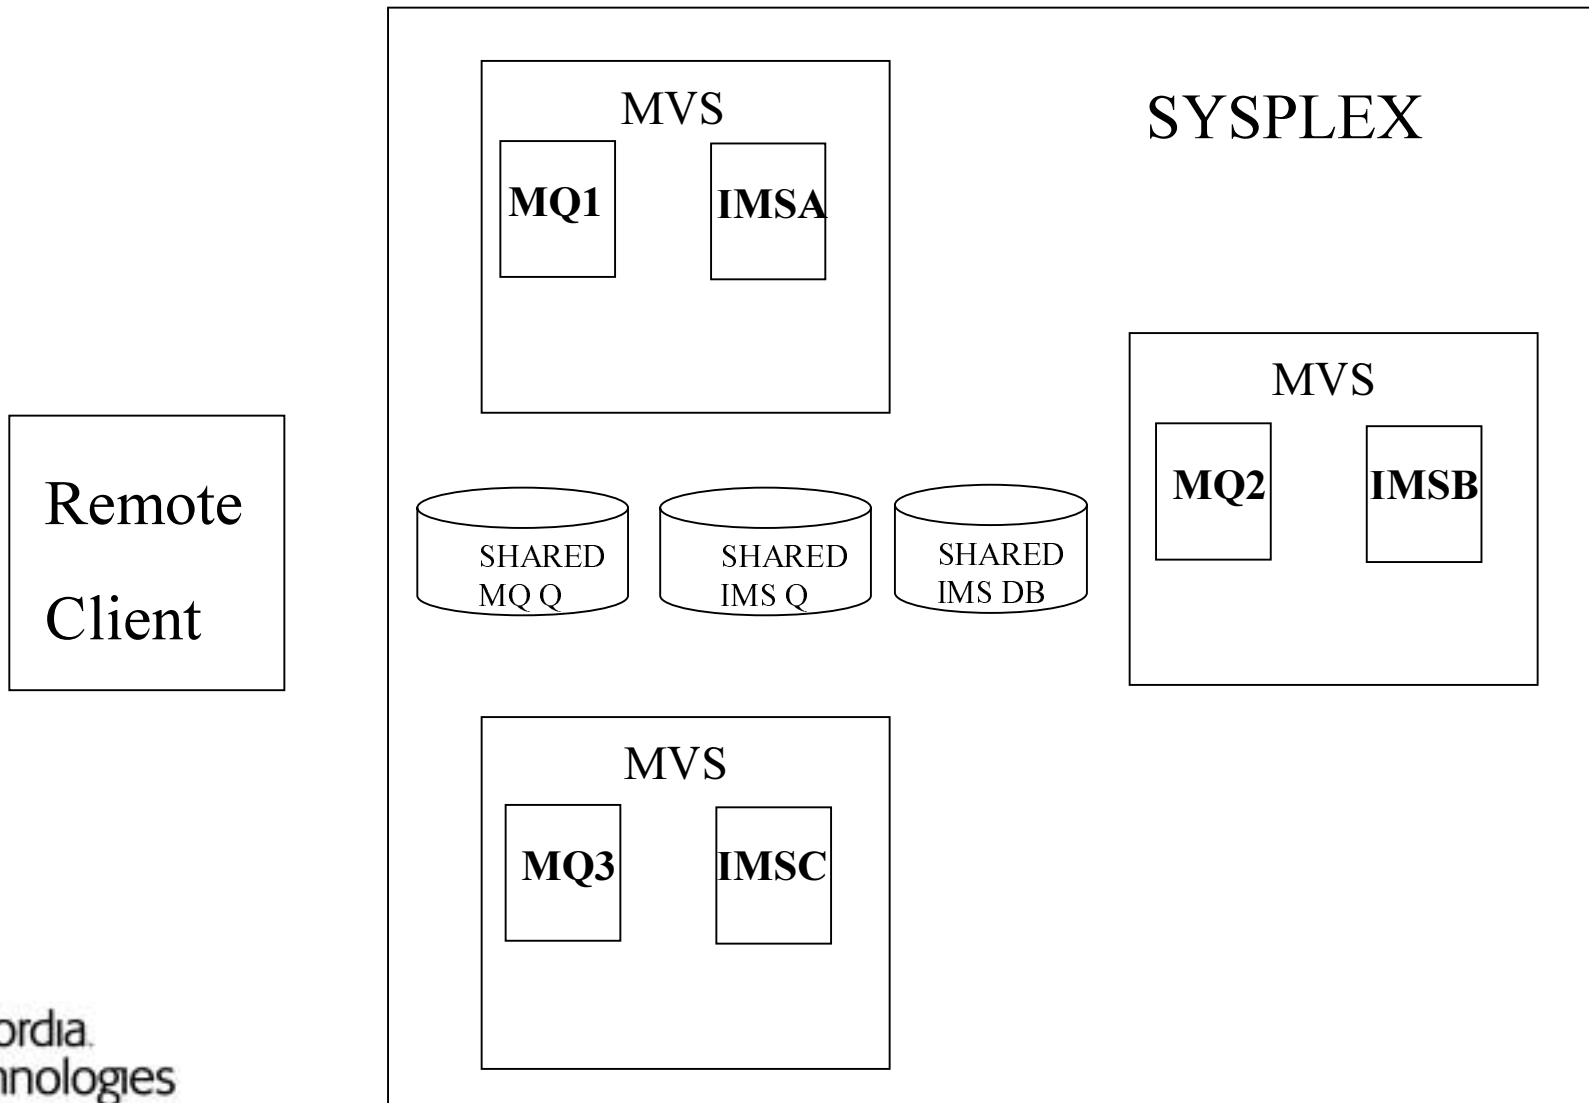 SYSPLEX
MVS
MQ1
IMSA
MVS
MQ2
IMSB
Remote
Client
SHARED
MQ Q
SHARED
IMS Q
SHARED
IMS DB
MVS
MQ3
IMSC